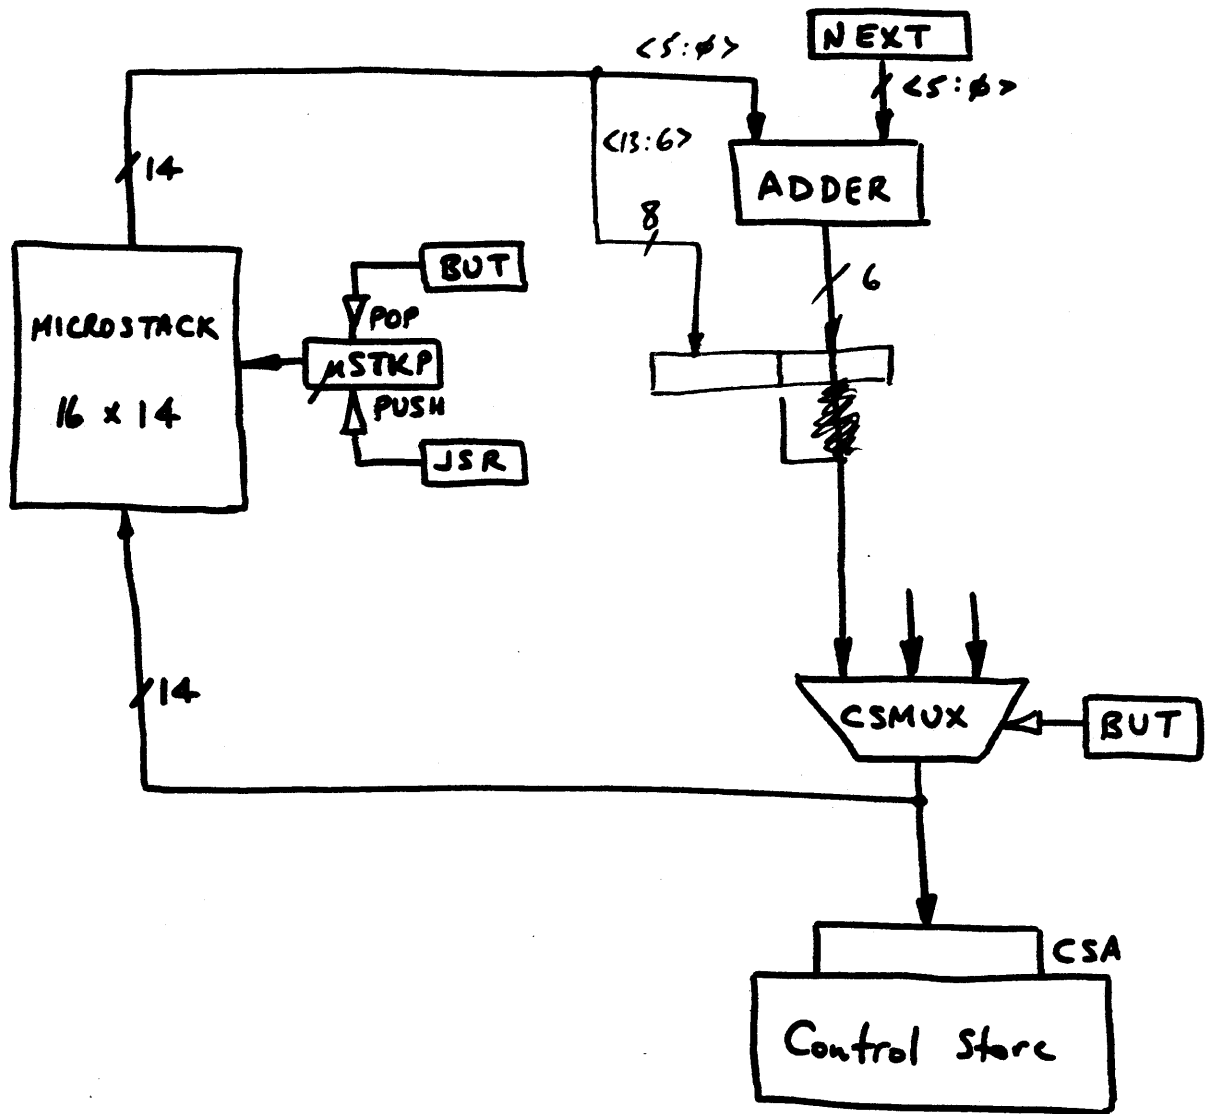 <5:ϕ>
NEXT
<5:ϕ>
<13:6>
14
ADDER
8
BUT
6
MICROSTACK
POP
μSTKP
16 x 14
PUSH
JSR
14
CSMUX
BUT
CSA
Control Store